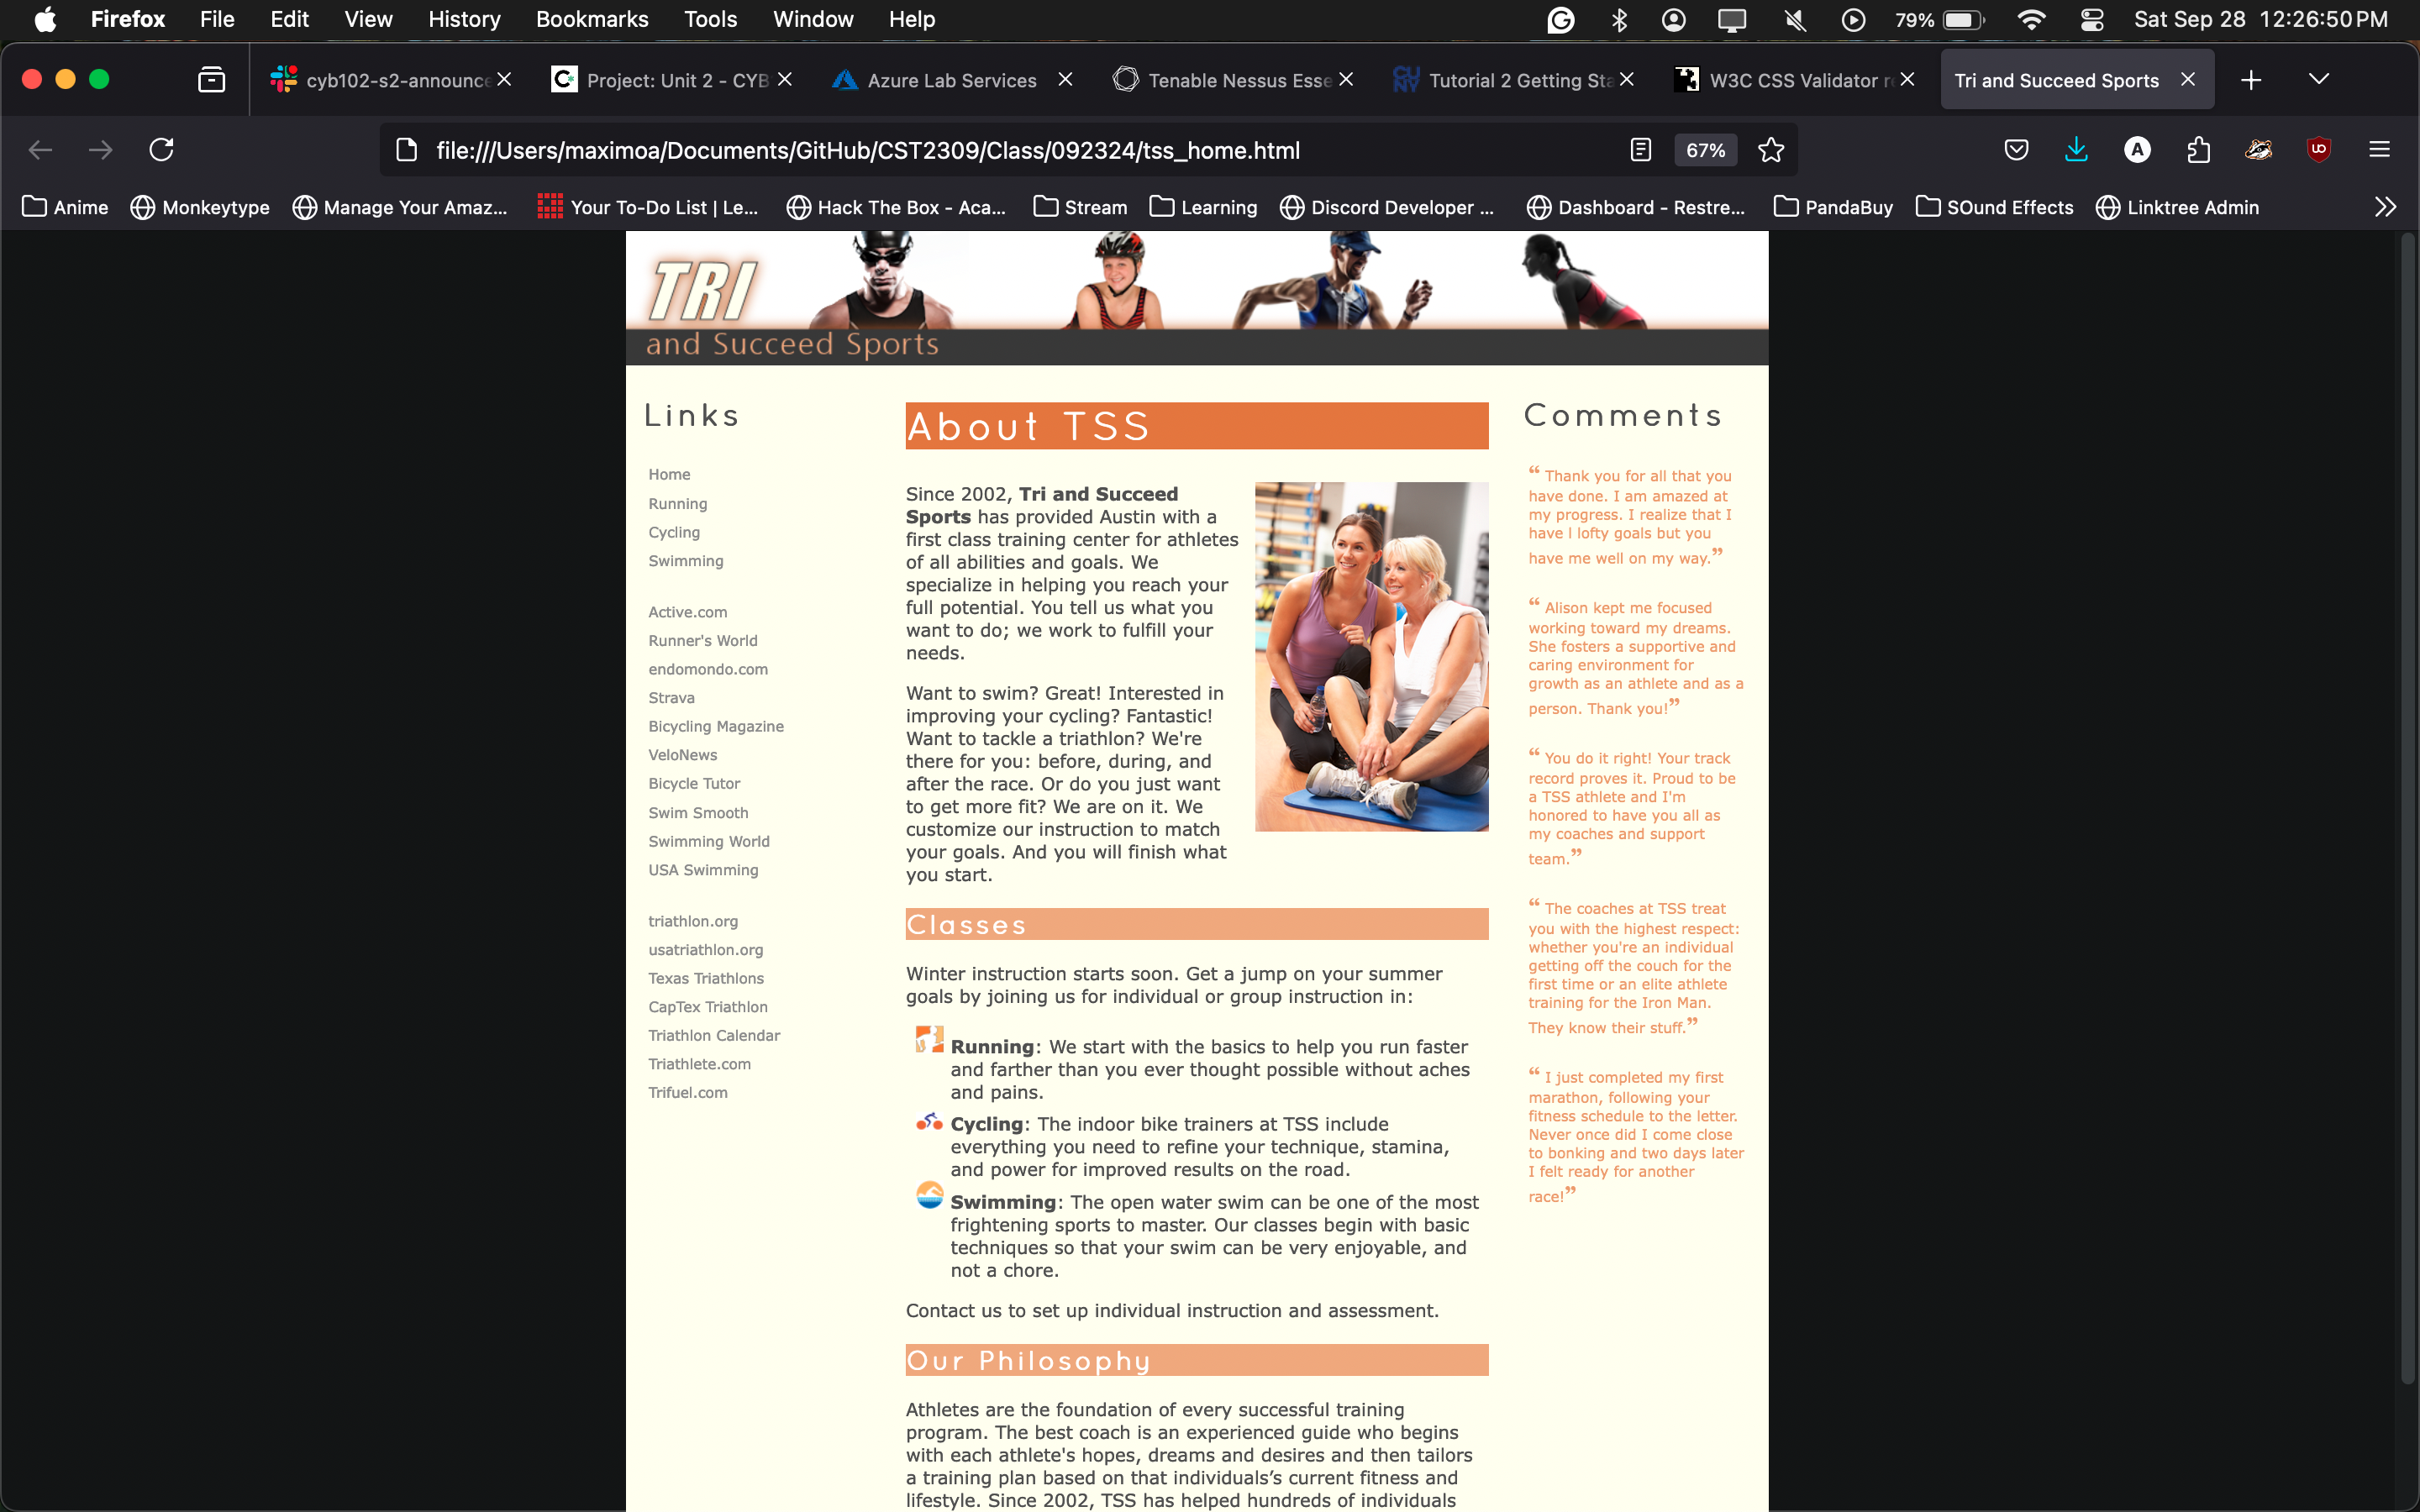 Firefox File Edit View History Bookmarks Tools Window Help 79% Sat Sep 28 12:26:50 PM
cyb102-s2-announce Project: Unit 2 - CYB Azure Lab Services Tenable Nessus Esse Tutorial 2 Getting Sta W3C CSS Validator re Tri and Succeed Sports
file:///Users/maximoa/Documents/GitHub/CST2309/Class/092324/tss_home.html 67%
Anime Monkeytype Manage Your Amaz... Your To-Do List | Le... Hack The Box - Aca... Stream Learning Discord Developer ... Dashboard - Restre... PandaBuy SOund Effects Linktree Admin
TRI
and Succeed Sports
Links
Home
Running
Cycling
Swimming
Active.com
Runner's World
endomondo.com
Strava
Bicycling Magazine
VeloNews
Bicycle Tutor
Swim Smooth
Swimming World
USA Swimming
triathlon.org
usatriathlon.org
Texas Triathlons
CapTex Triathlon
Triathlon Calendar
Triathlete.com
Trifuel.com
About TSS
Since 2002, Tri and Succeed
Sports has provided Austin with a
first class training center for athletes
of all abilities and goals. We
specialize in helping you reach your
full potential. You tell us what you
want to do; we work to fulfill your
needs.
Want to swim? Great! Interested in
improving your cycling? Fantastic!
Want to tackle a triathlon? We're
there for you: before, during, and
after the race. Or do you just want
to get more fit? We are on it. We
customize our instruction to match
your goals. And you will finish what
you start.
Classes
Winter instruction starts soon. Get a jump on your summer
goals by joining us for individual or group instruction in:
Running: We start with the basics to help you run faster
and farther than you ever thought possible without aches
and pains.
Cycling: The indoor bike trainers at TSS include
everything you need to refine your technique, stamina,
and power for improved results on the road.
Swimming: The open water swim can be one of the most
frightening sports to master. Our classes begin with basic
techniques so that your swim can be very enjoyable, and
not a chore.
Contact us to set up individual instruction and assessment.
Our Philosophy
Athletes are the foundation of every successful training
program. The best coach is an experienced guide who begins
with each athlete's hopes, dreams and desires and then tailors
a training plan based on that individuals’s current fitness and
lifestyle. Since 2002, TSS has helped hundreds of individuals
Comments
“ Thank you for all that you
have done. I am amazed at
my progress. I realize that I
have l lofty goals but you
have me well on my way.”
“ Alison kept me focused
working toward my dreams.
She fosters a supportive and
caring environment for
growth as an athlete and as a
person. Thank you!”
“ You do it right! Your track
record proves it. Proud to be
a TSS athlete and I'm
honored to have you all as
my coaches and support
team.”
“ The coaches at TSS treat
you with the highest respect:
whether you're an individual
getting off the couch for the
first time or an elite athlete
training for the Iron Man.
They know their stuff.”
“ I just completed my first
marathon, following your
fitness schedule to the letter.
Never once did I come close
to bonking and two days later
I felt ready for another
race!”